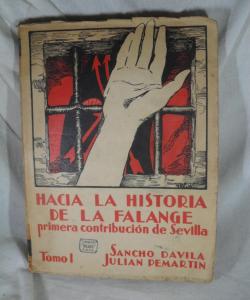 HACIA LA HISTORIA
DE LA FALANGE
primera contribución de Sevilla
Tomo I
SANCHO DAVILA
JULIAN PEMARTIN